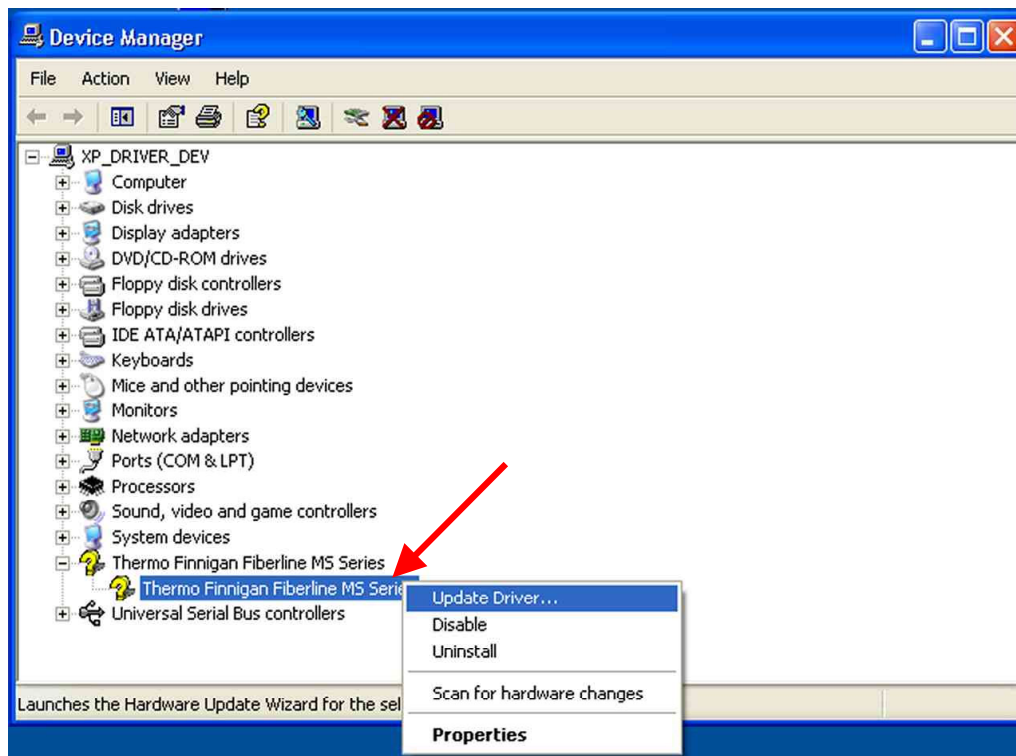 Device Manager
File Action View Help
XP_DRIVER_DEV
Computer
Disk drives
Display adapters
DVD/CD-ROM drives
Floppy disk controllers
Floppy disk drives
IDE ATA/ATAPI controllers
Keyboards
Mice and other pointing devices
Monitors
Network adapters
Ports (COM & LPT)
Processors
Sound, video and game controllers
System devices
Thermo Finnigan Fiberline MS Series
Thermo Finnigan Fiberline MS Serie
Universal Serial Bus controllers
Update Driver...
Disable
Uninstall
Scan for hardware changes
Properties
Launches the Hardware Update Wizard for the sel